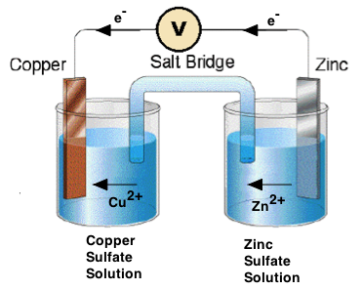 e-
V
e-
Copper
Salt Bridge
Zinc
Cu2+
Zn2+
Copper
Sulfate
Solution
Zinc
Sulfate
Solution